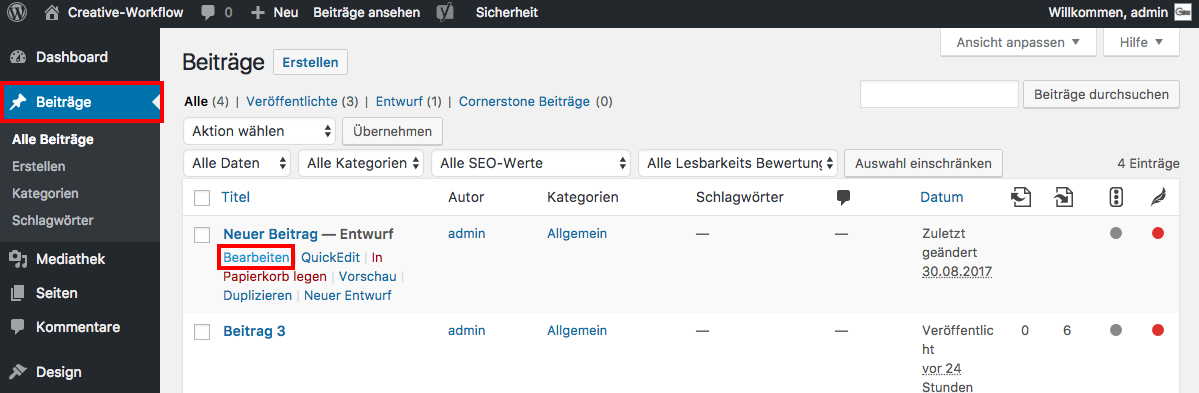 Creative-Workflow 0 + Neu Beiträge ansehen Sicherheit Willkommen, admin
Dashboard
Beiträge
Alle Beiträge
Erstellen
Kategorien
Schlagwörter
Mediathek
Seiten
Kommentare
Design
Ansicht anpassen Hilfe
Beiträge Erstellen
Alle (4) | Veröffentlichte (3) | Entwurf (1) | Cornerstone Beiträge (0)
Beiträge durchsuchen
Aktion wählen Übernehmen
Alle Daten Alle Kategorien Alle SEO-Werte Alle Lesbarkeits Bewertung Auswahl einschränken 4 Einträge
Titel Autor Kategorien Schlagwörter Datum
Neuer Beitrag — Entwurf admin Allgemein — — Zuletzt
geändert
30.08.2017
Bearbeiten | QuickEdit | In
Papierkorb legen | Vorschau |
Duplizieren | Neuer Entwurf
Beitrag 3 admin Allgemein — — Veröffentlic 0 6
ht
vor 24
Stunden